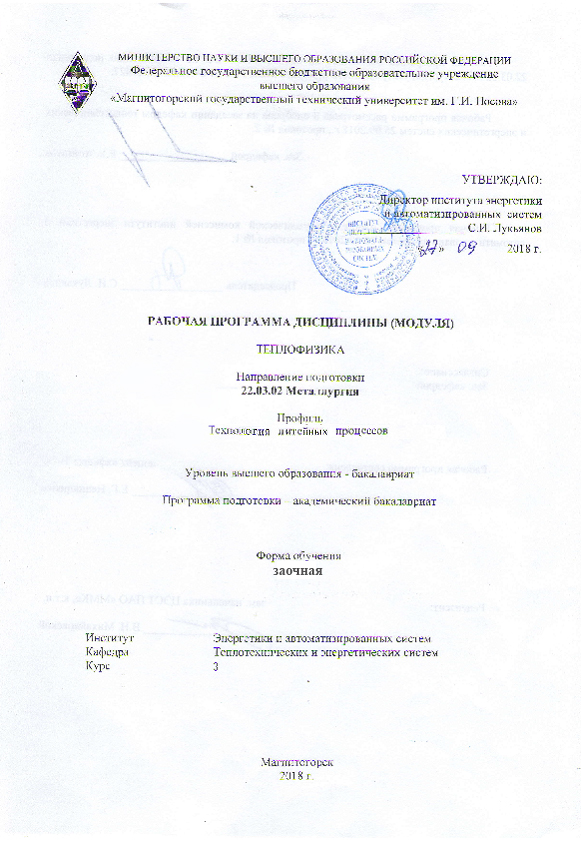 МИНИСТЕРСТВО НАУКИ И ВЫСШЕГО ОБРАЗОВАНИЯ РОССИЙСКОЙ ФЕДЕРАЦИИ
Федеральное государственное бюджетное образовательное учреждение
высшего образования
«Магнитогорский государственный технический университет им. Г.И. Носова»
УТВЕРЖДАЮ:
Директор института энергетики
и автоматизированных систем
С.И. Лукьянов
«27» 09 2018 г.
РАБОЧАЯ ПРОГРАММА ДИСЦИПЛИНЫ (МОДУЛЯ)
ТЕПЛОФИЗИКА
Направление подготовки
22.03.02 Металлургия
Профиль
Технология литейных процессов
Уровень высшего образования - бакалавриат
Программа подготовки – академический бакалавриат
Форма обучения
заочная
Институт Энергетики и автоматизированных систем
Кафедра Теплотехнических и энергетических систем
Курс 3
Магнитогорск
2018 г.